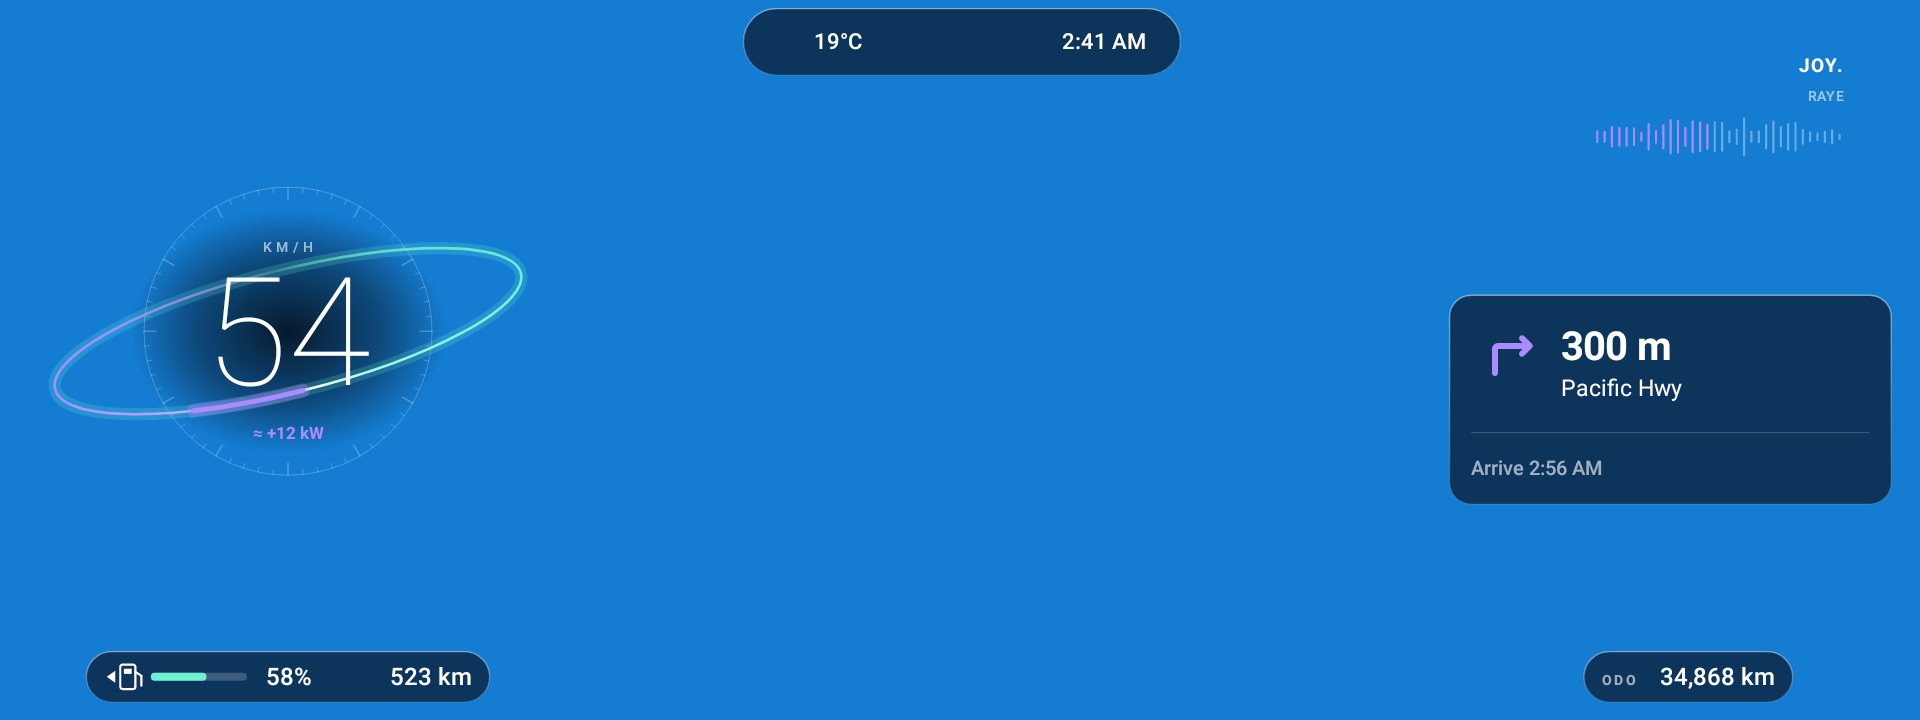 19°C
2:41 AM
JOY.
RAYE
KM/H
54
≈ +12 kW
300 m
Pacific Hwy
Arrive 2:56 AM
58%
523 km
ODO
34,868 km